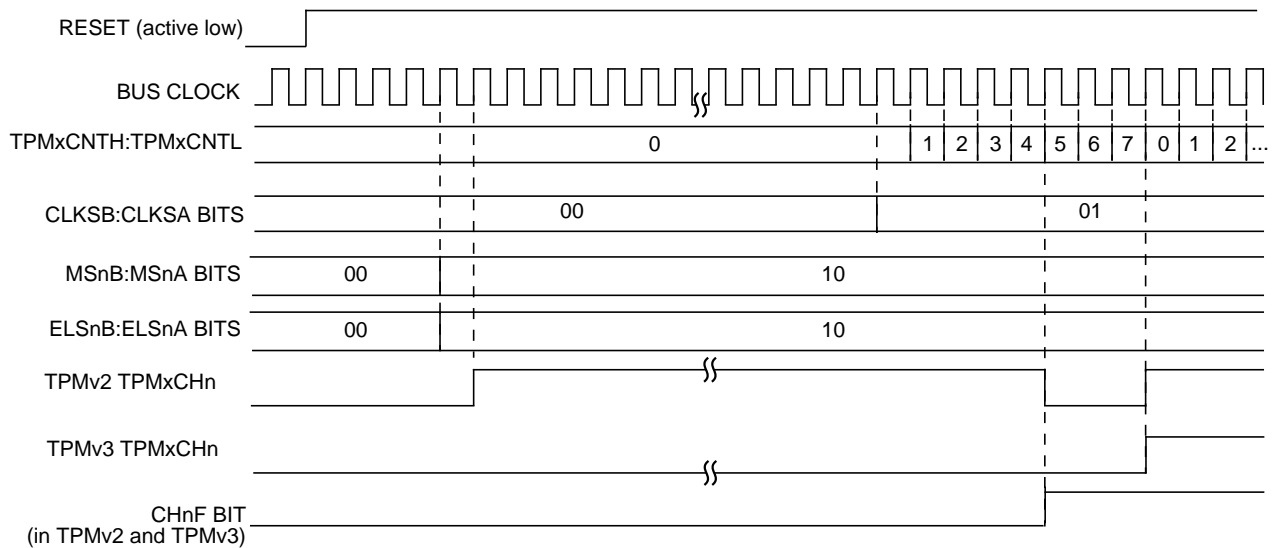 RESET (active low)
BUS CLOCK
TPMxCNTH:TPMxCNTL 0 1 2 3 4 5 6 7 0 1 2 ...
CLKSB:CLKSA BITS 00 01
MSnB:MSnA BITS 00 10
ELSnB:ELSnA BITS 00 10
TPMv2 TPMxCHn
TPMv3 TPMxCHn
CHnF BIT
(in TPMv2 and TPMv3)